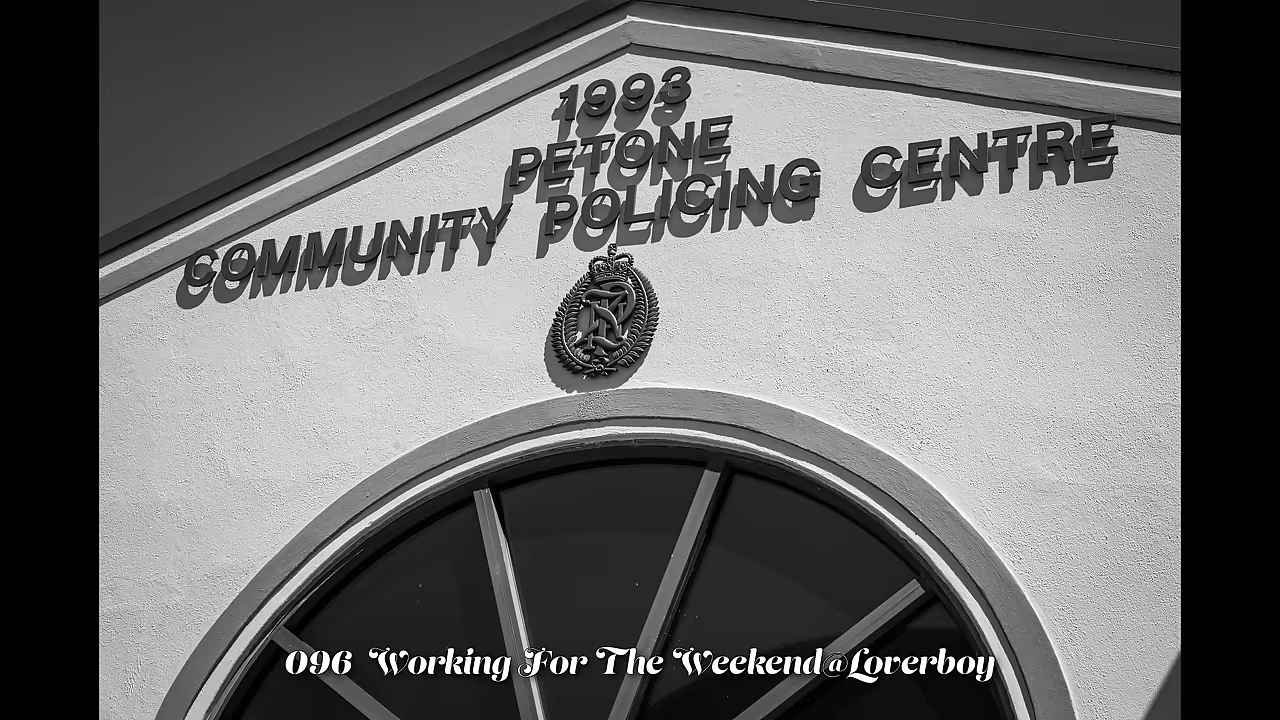 1993
PETONE
COMMUNITY POLICING CENTRE
096 Working For The Weekend@Loverboy